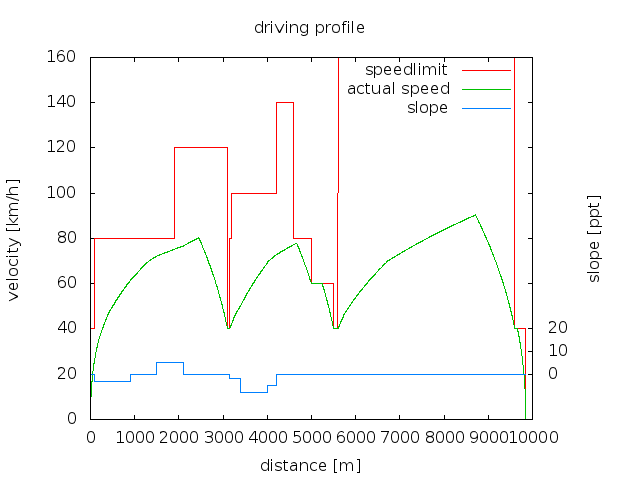 driving profile
speedlimit
actual speed
slope
velocity [km/h]
160
140
120
100
80
60
40
20
0
slope [ppt]
20
10
0
0 1000 2000 3000 4000 5000 6000 7000 8000 9000 10000
distance [m]